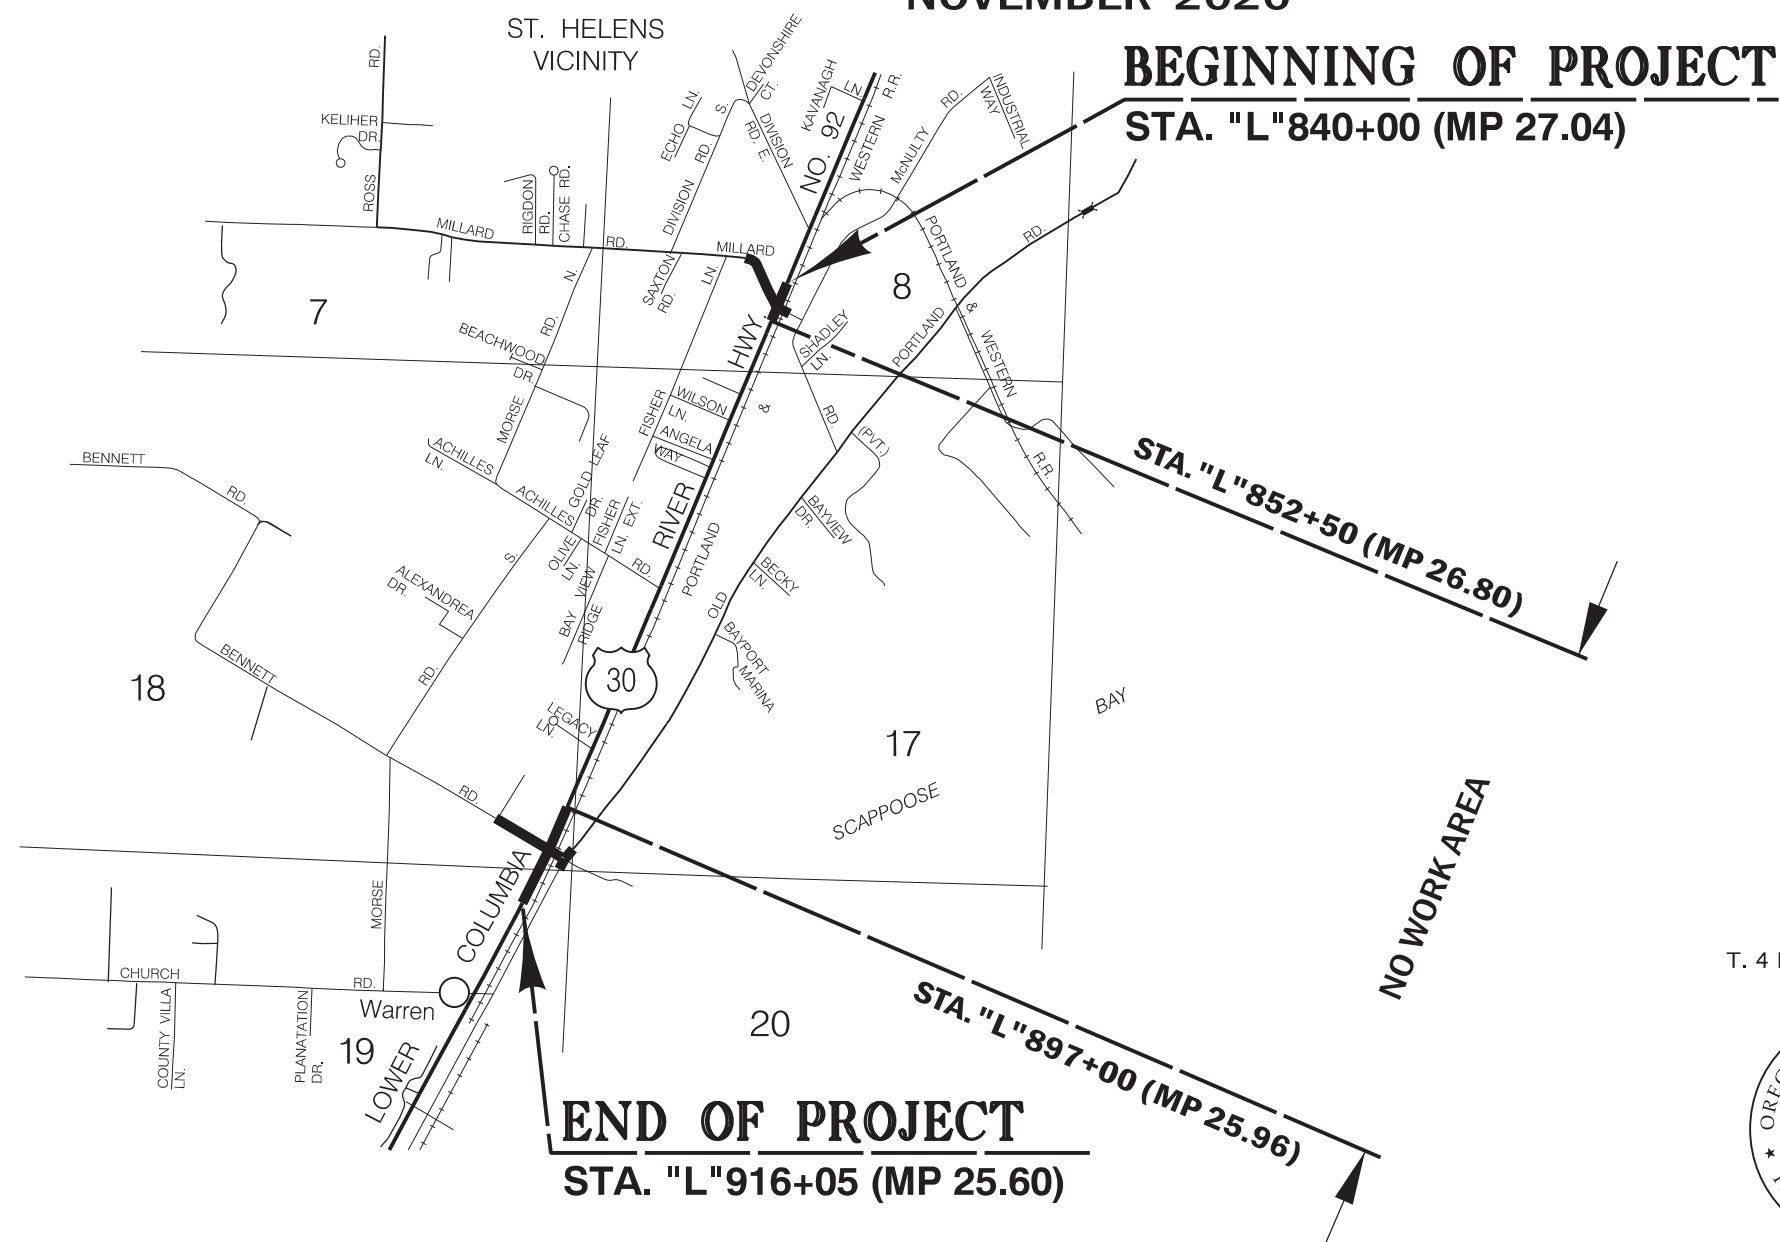 NOVEMBER 2020
ST. HELENS
VICINITY
BEGINNING OF PROJECT
STA. "L"840+00 (MP 27.04)
RD.
ROSS
KELIHER
DR.
MILLARD
RD.
MILLARD
RIGDON
RD.
CHASE RD.
ECHO LN.
DIVISION
RD.
S.
DEVONSHIRE
CT.
DIVISION
RD. E.
KAVANAGH
LN.
NO. 92
WESTERN
R.R.
McNULTY
RD.
INDUSTRIAL
WAY
SAXTON
RD.
LN.
FISHER
8
7
PORTLAND
&
WESTERN
R.R.
RD.
PORTLAND
OLD
SHADLEY
LN.
RD.
HWY.
N.
RD.
MORSE
BEACHWOOD
DR.
WILSON
LN.
ANGELA
WAY
&
(PVT.)
BAYVIEW
DR.
BECKY
LN.
BAYPORT
MARINA
ACHILLES
LN.
ACHILLES
RD.
GOLD LEAF
DR.
OLIVE
LN.
FISHER
LN. EXT.
BAY VIEW
RIDGE
RIVER
PORTLAND
BENNETT
RD.
ALEXANDREA
DR.
S.
RD.
BENNETT
RD.
30
LEGACY
LN.
18
17
BAY
SCAPPOOSE
STA. "L"852+50 (MP 26.80)
NO WORK AREA
STA. "L"897+00 (MP 25.96)
MORSE
COLUMBIA
CHURCH
RD.
Warren
COUNTY VILLA
LN.
PLANATATION
DR.
19
20
LOWER
END OF PROJECT
STA. "L"916+05 (MP 25.60)
T. 4